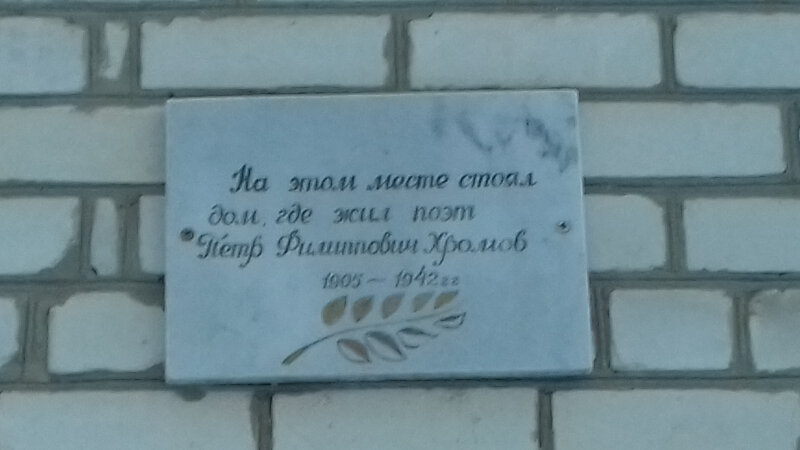 На этом месте стоял
дом, где жил поэт
Пётр Филиппович Хромов
1905 - 1942 гг